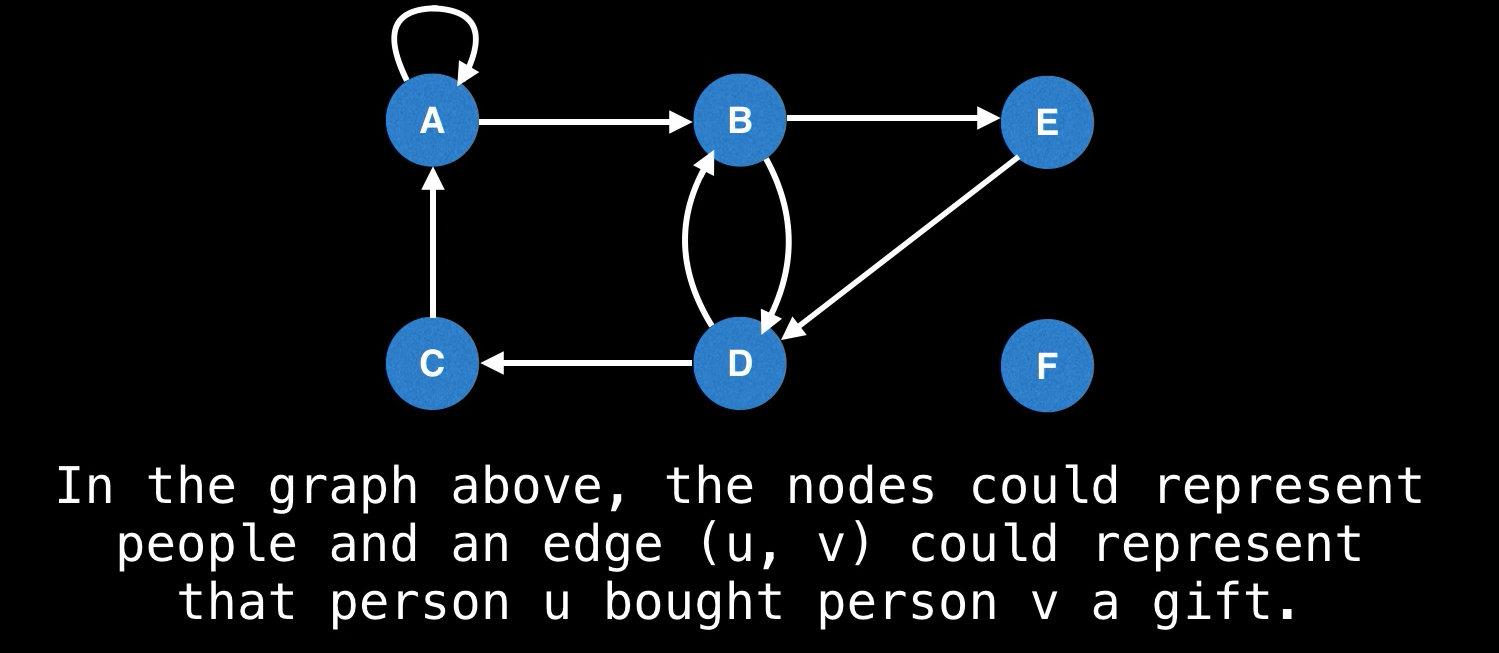 A B E
C D F
In the graph above, the nodes could represent
people and an edge (u, v) could represent
that person u bought person v a gift.